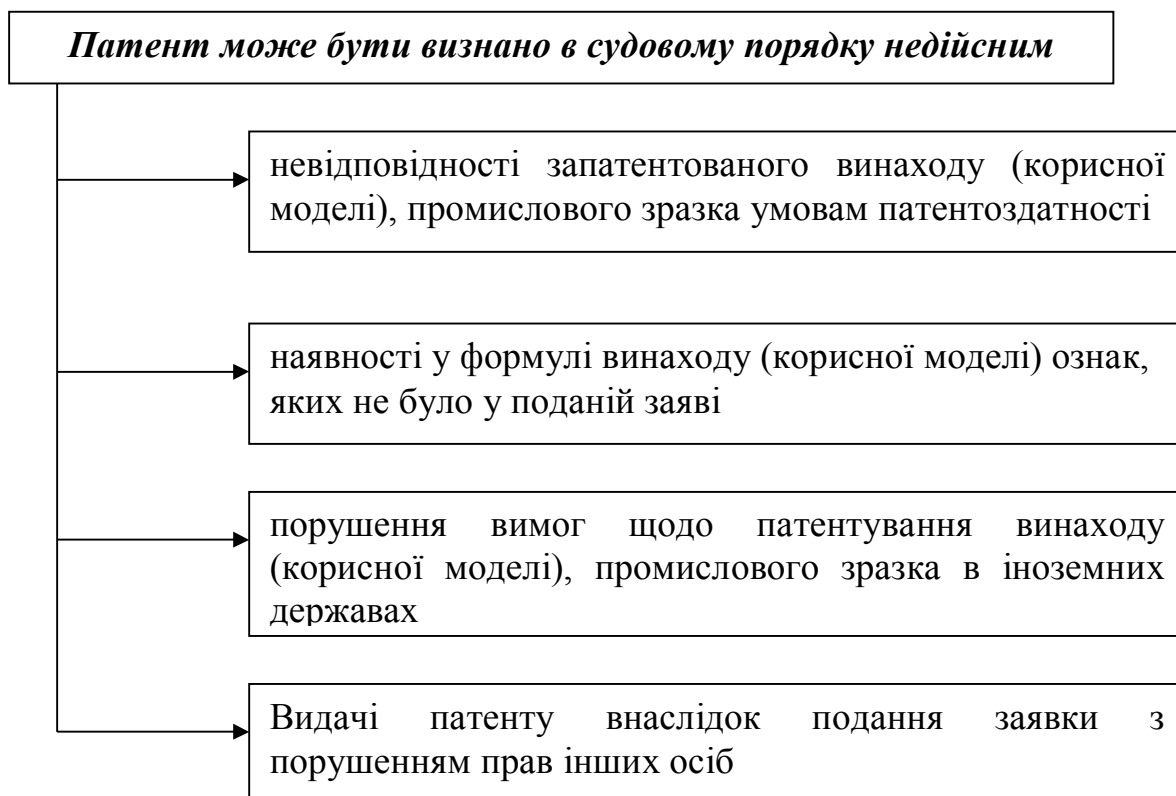 Патент може бути визнано в судовому порядку недійсним
невідповідності запатентованого винаходу (корисної
моделі), промислового зразка умовам патентоздатності
наявності у формулі винаходу (корисної моделі) ознак,
яких не було у поданій заяві
порушення вимог щодо патентування винаходу
(корисної моделі), промислового зразка в іноземних
державах
Видачі патенту внаслідок подання заявки з
порушенням прав інших осіб